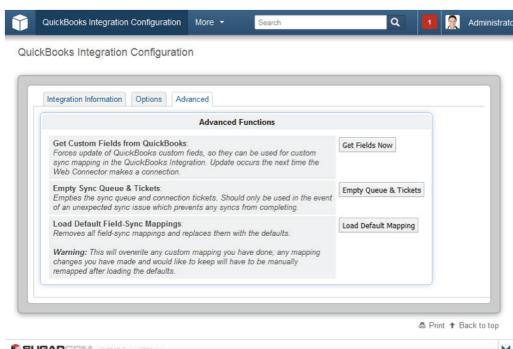 QuickBooks Integration Configuration More Search 1 Administrato
QuickBooks Integration Configuration
Integration Information Options Advanced
Advanced Functions
Get Custom Fields from QuickBooks:
Forces update of QuickBooks custom fieds, so they can be used for custom
sync mapping in the QuickBooks Integration. Update occurs the next time the
Web Connector makes a connection.
Get Fields Now
Empty Sync Queue & Tickets:
Empties the sync queue and connection tickets. Should only be used in the event
of an unexpected sync issue which prevents any syncs from completing.
Empty Queue & Tickets
Load Default Field-Sync Mappings:
Removes all field-sync mappings and replaces them with the defaults.
Warning: This will overwrite any custom mapping you have done; any mapping
changes you have made and would like to keep will have to be manually
remapped after loading the defaults.
Load Default Mapping
Print Back to top